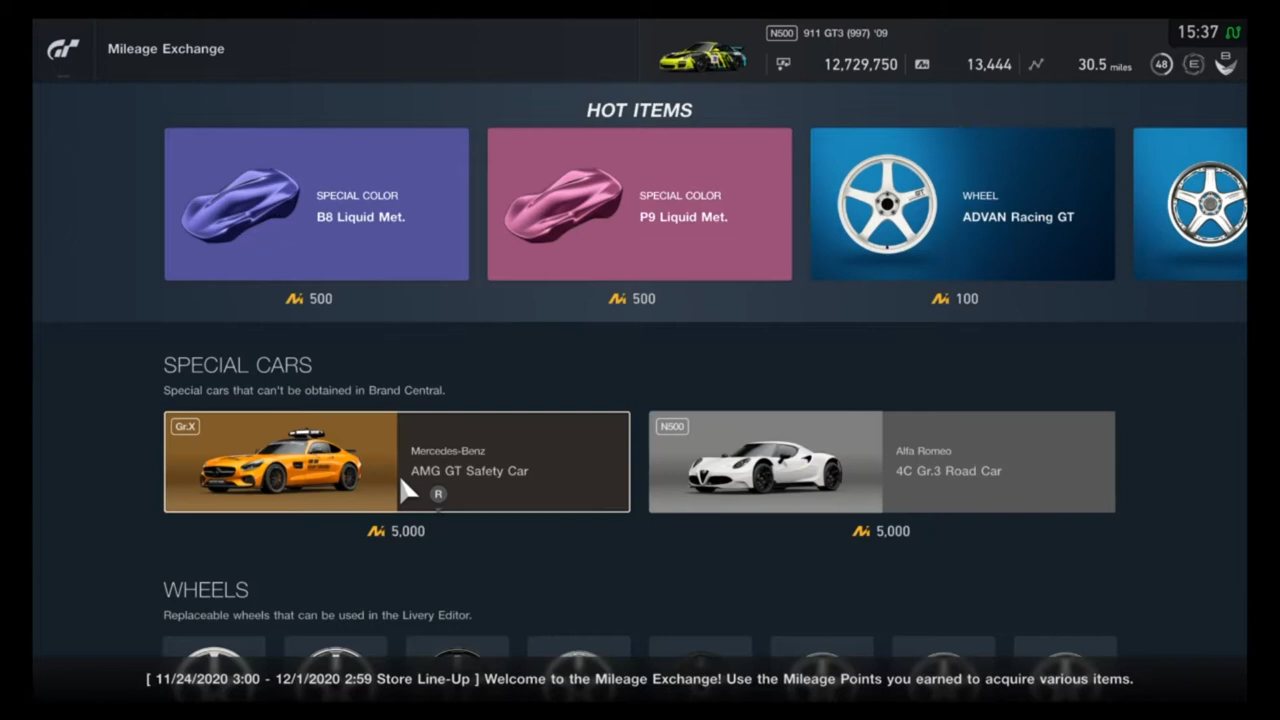 N500 911 GT3 (997) '09
15:37
Mileage Exchange
12,729,750
13,444
30.5 miles
48
E
B
HOT ITEMS
SPECIAL COLOR
B8 Liquid Met.
SPECIAL COLOR
P9 Liquid Met.
WHEEL
ADVAN Racing GT
500
500
100
SPECIAL CARS
Special cars that can't be obtained in Brand Central.
Gr.X
Mercedes-Benz
AMG GT Safety Car
R
N500
Alfa Romeo
4C Gr.3 Road Car
5,000
5,000
WHEELS
Replaceable wheels that can be used in the Livery Editor.
[ 11/24/2020 3:00 - 12/1/2020 2:59 Store Line-Up ] Welcome to the Mileage Exchange! Use the Mileage Points you earned to acquire various items.